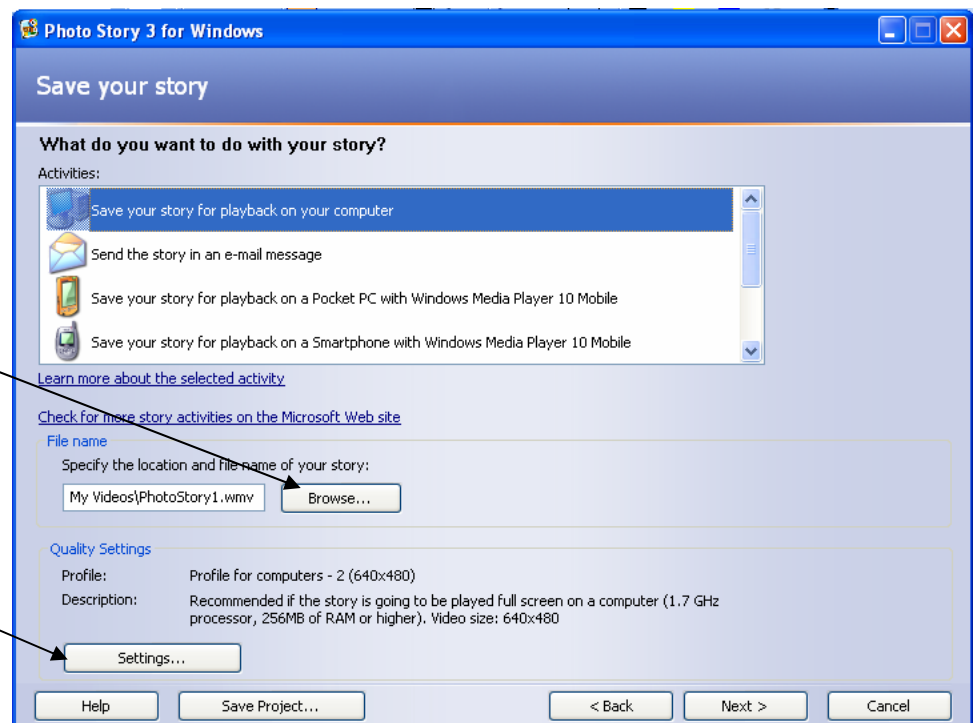 Photo Story 3 for Windows
Save your story
What do you want to do with your story?
Activities:
Save your story for playback on your computer
Send the story in an e-mail message
Save your story for playback on a Pocket PC with Windows Media Player 10 Mobile
Save your story for playback on a Smartphone with Windows Media Player 10 Mobile
Learn more about the selected activity
Check for more story activities on the Microsoft Web site
File name
Specify the location and file name of your story:
My Videos\PhotoStory1.wmv Browse...
Quality Settings
Profile: Profile for computers - 2 (640x480)
Description: Recommended if the story is going to be played full screen on a computer (1.7 GHz
processor, 256MB of RAM or higher). Video size: 640x480
Settings...
Help Save Project... < Back Next > Cancel